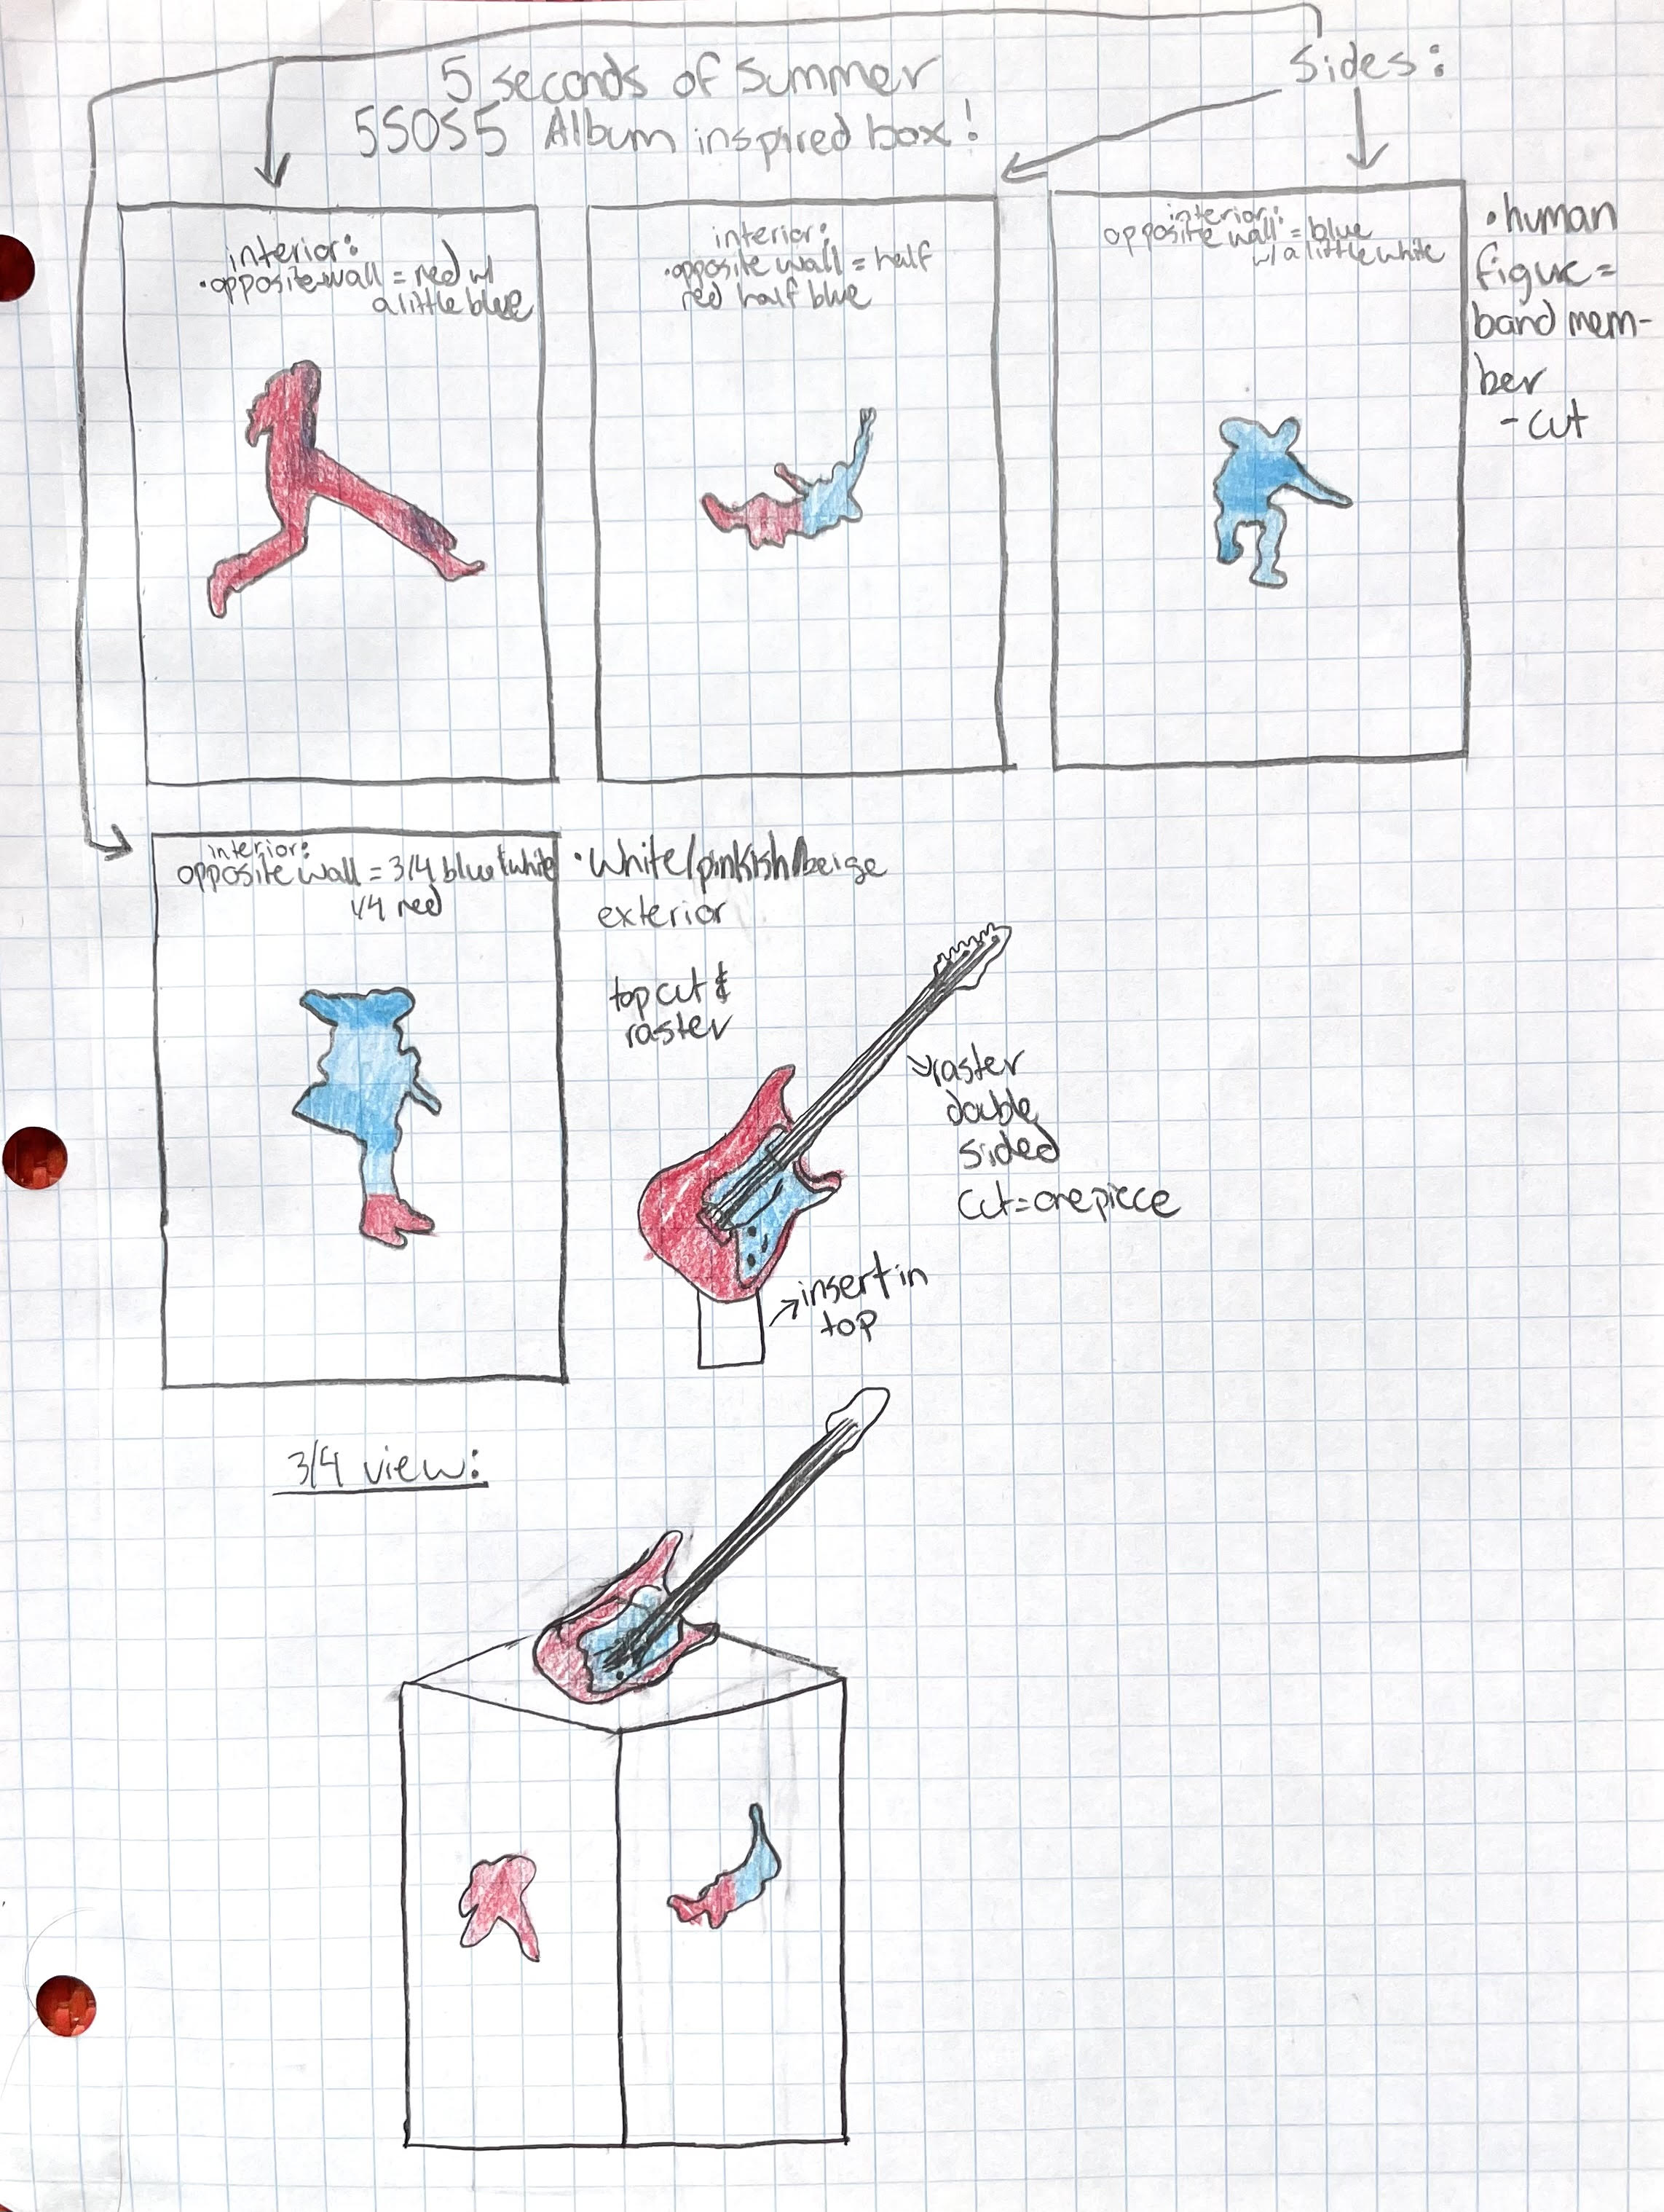 5 seconds of Summer
5SOS5 Album inspired box!
Sides:
interior:
•opposite wall = red w/
a little blue
interior:
•opposite wall = half
red half blue
interior:
opposite wall = blue
w/ a little white
•human
figure=
band mem-
ber
-cut
interior:
opposite wall = 3/4 blue & white
1/4 red
•White/pinkish/beige
exterior
top cut &
raster
raster
double
sided
cut=one piece
insert in
top
3/4 view: